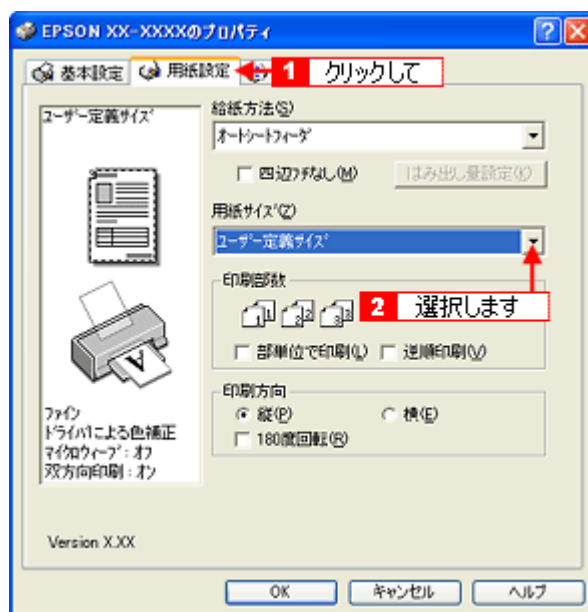 EPSON XX-XXXXのプロパティ
基本設定 用紙設定 1 クリックして
ユーザー定義サイズ
給紙方法(S)
オートシートフィーダ
四辺フチなし(M) はみ出し量設定(K)
用紙サイズ(Z)
ユーザー定義サイズ
印刷部数
1 1 2 2 3 3
2 選択します
部単位で印刷(L) 逆順印刷(V)
印刷方向
縦(P) 横(E)
180度回転(R)
A
ファイン
ドライバによる色補正
マイクロウィーブ:オフ
双方向印刷:オン
Version X.XX
OK キャンセル ヘルプ